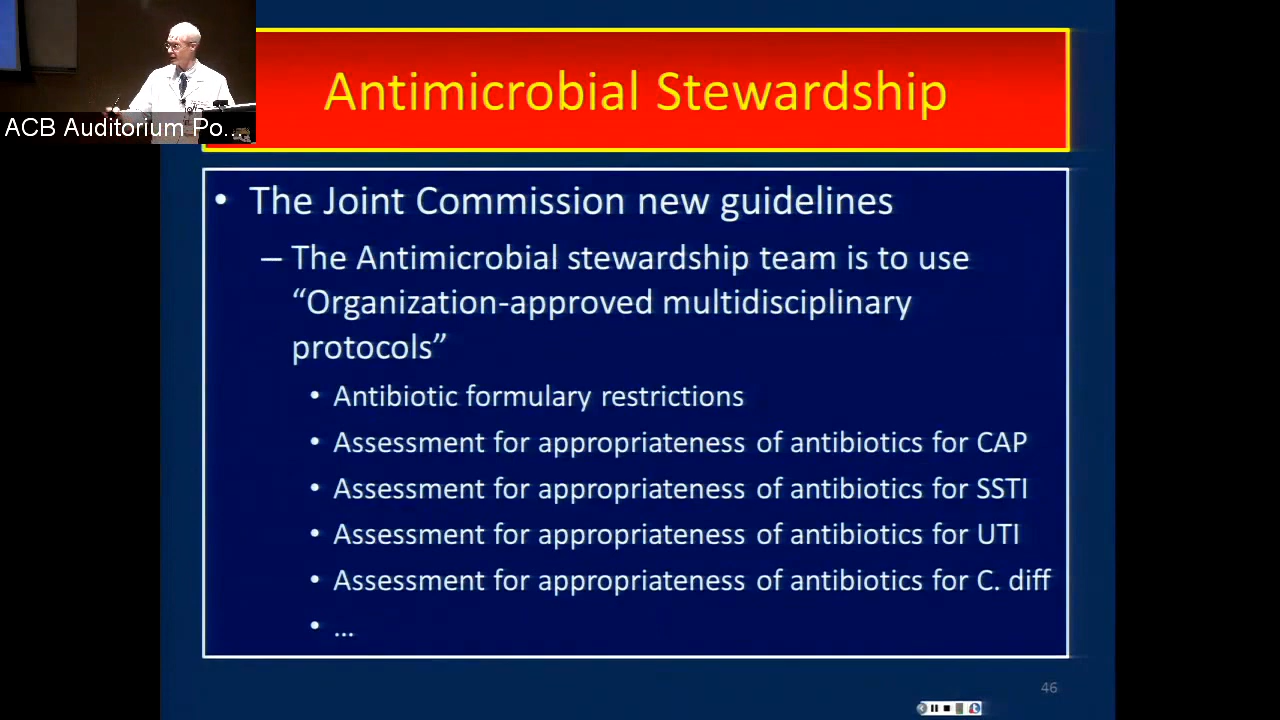 Antimicrobial Stewardship
ACB Auditorium Po...
• The Joint Commission new guidelines
– The Antimicrobial stewardship team is to use
“Organization-approved multidisciplinary
protocols”
• Antibiotic formulary restrictions
• Assessment for appropriateness of antibiotics for CAP
• Assessment for appropriateness of antibiotics for SSTI
• Assessment for appropriateness of antibiotics for UTI
• Assessment for appropriateness of antibiotics for C. diff
• ...
46